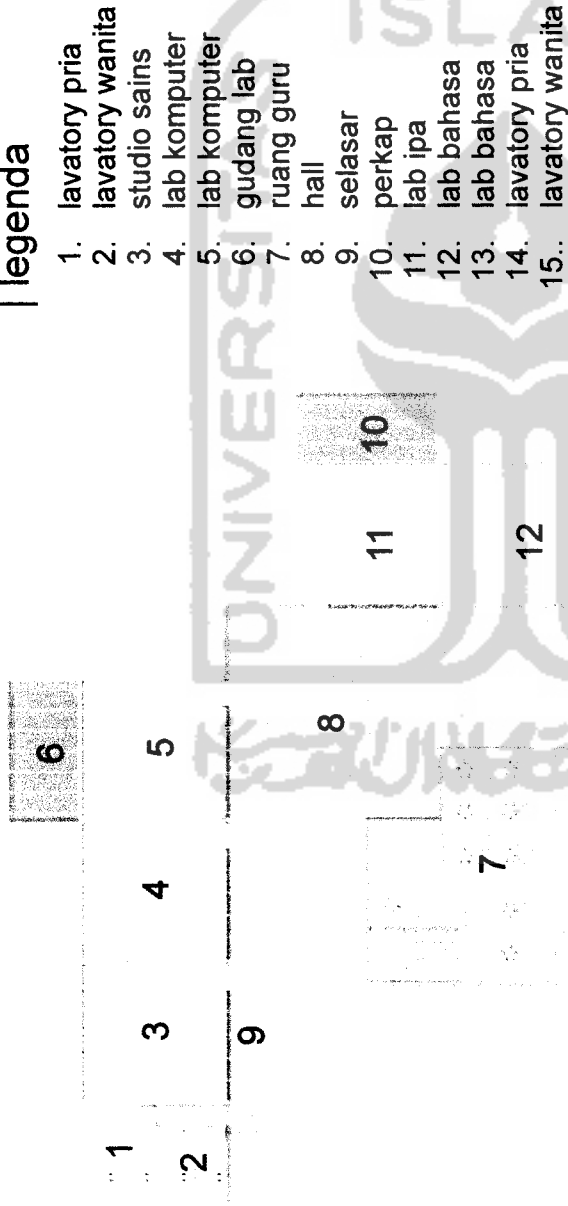 legenda
1. lavatory pria
2. lavatory wanita
3. studio sains
4. lab komputer
5. lab komputer
6. gudang lab
7. ruang guru
8. hall
9. selasar
10. perkap
11. lab ipa
12. lab bahasa
13. lab bahasa
14. lavatory pria
15.. lavatory wanita
1
2
3
4
5
6
7
8
9
10
11
12
UNIVERSITAS
ISLA